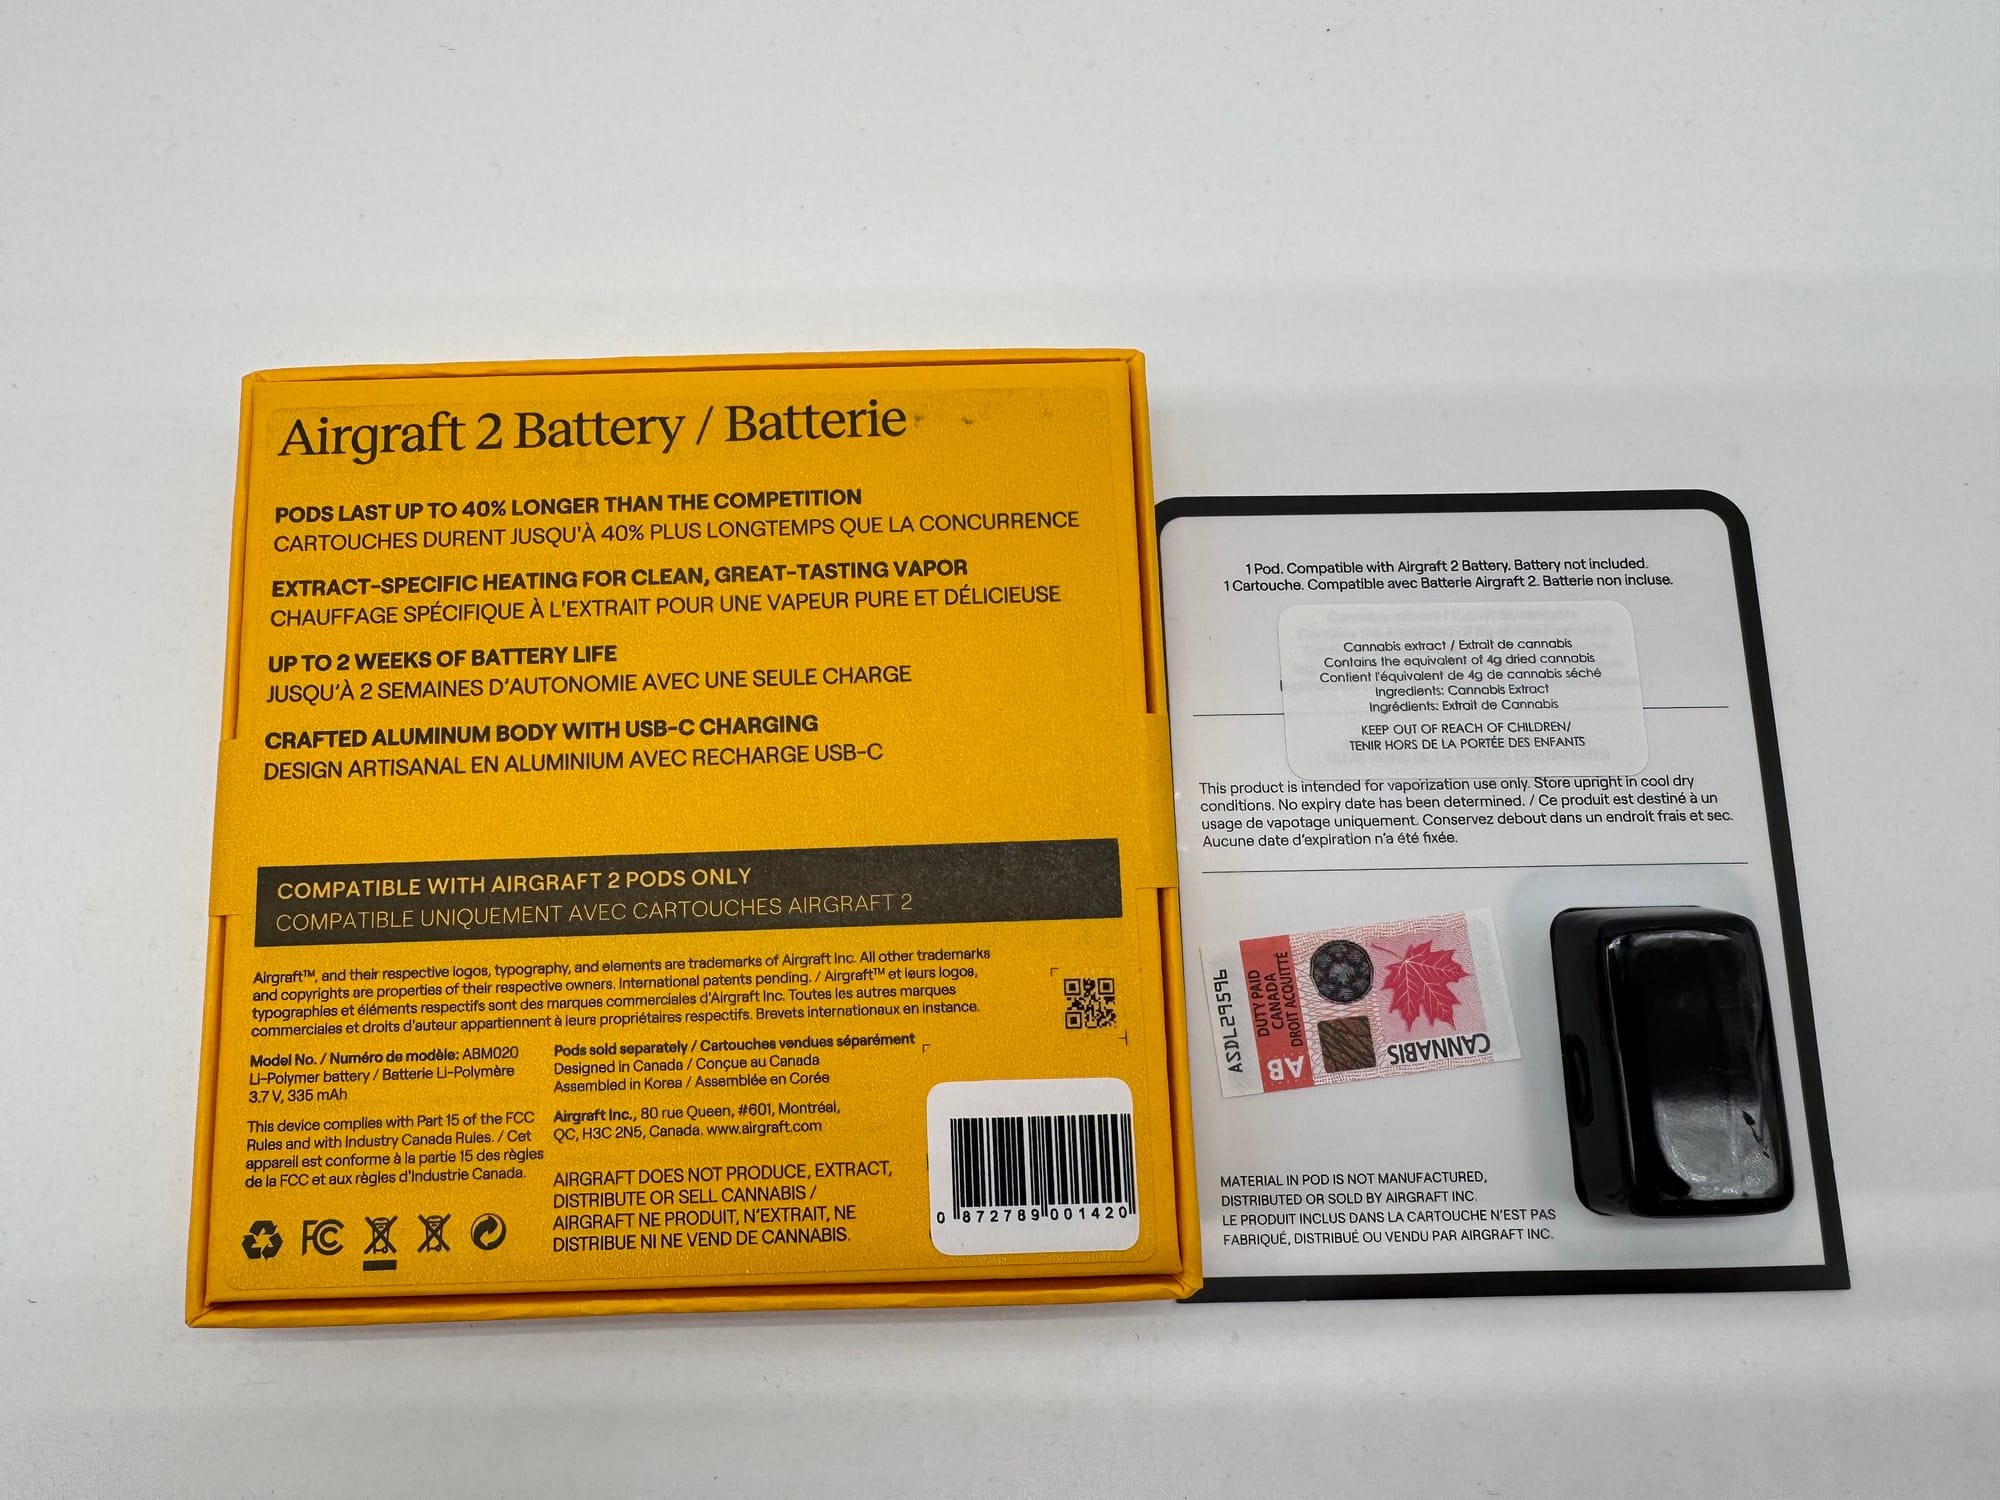 Airgraft 2 Battery / Batterie
PODS LAST UP TO 40% LONGER THAN THE COMPETITION
CARTOUCHES DURENT JUSQU'À 40% PLUS LONGTEMPS QUE LA CONCURRENCE
EXTRACT-SPECIFIC HEATING FOR CLEAN, GREAT-TASTING VAPOR
CHAUFFAGE SPÉCIFIQUE À L'EXTRAIT POUR UNE VAPEUR PURE ET DÉLICIEUSE
UP TO 2 WEEKS OF BATTERY LIFE
JUSQU'À 2 SEMAINES D'AUTONOMIE AVEC UNE SEULE CHARGE
CRAFTED ALUMINUM BODY WITH USB-C CHARGING
DESIGN ARTISANAL EN ALUMINIUM AVEC RECHARGE USB-C
COMPATIBLE WITH AIRGRAFT 2 PODS ONLY
COMPATIBLE UNIQUEMENT AVEC CARTOUCHES AIRGRAFT 2
Airgraft™, and their respective logos, typography, and elements are trademarks of Airgraft Inc. All other trademarks
and copyrights are properties of their respective owners. International patents pending. / Airgraft™ et leurs logos,
typographies et éléments respectifs sont des marques commerciales d'Airgraft Inc. Toutes les autres marques
commerciales et droits d'auteur appartiennent à leurs propriétaires respectifs. Brevets internationaux en instance.
Model No. / Numéro de modèle: ABM020
Li-Polymer battery / Batterie Li-Polymère
3.7 V, 335 mAh
This device complies with Part 15 of the FCC
Rules and with Industry Canada Rules. / Cet
appareil est conforme à la partie 15 des règles
de la FCC et aux règles d'Industrie Canada.
FC
Pods sold separately / Cartouches vendues séparément
Designed in Canada / Conçue au Canada
Assembled in Korea / Assemblée en Corée
Airgraft Inc., 80 rue Queen, #601, Montréal,
QC, H3C 2N5, Canada. www.airgraft.com
AIRGRAFT DOES NOT PRODUCE, EXTRACT,
DISTRIBUTE OR SELL CANNABIS /
AIRGRAFT NE PRODUIT, N'EXTRAIT, NE
DISTRIBUE NI NE VEND DE CANNABIS.
0 872789 001420
1 Pod. Compatible with Airgraft 2 Battery. Battery not included.
1 Cartouche. Compatible avec Batterie Airgraft 2. Batterie non incluse.
Cannabis extract / Extrait de cannabis
Contains the equivalent of 4g dried cannabis
Contient l'équivalent de 4g de cannabis séché
Ingredients: Cannabis Extract
Ingrédients: Extrait de Cannabis
KEEP OUT OF REACH OF CHILDREN/
TENIR HORS DE LA PORTÉE DES ENFANTS
This product is intended for vaporization use only. Store upright in cool dry
conditions. No expiry date has been determined. / Ce produit est destiné à un
usage de vapotage uniquement. Conservez debout dans un endroit frais et sec.
Aucune date d'expiration n'a été fixée.
ASDL29596
DUTY PAID
CANADA
DROIT ACQUITTÉ
AB
CANNABIS
MATERIAL IN POD IS NOT MANUFACTURED,
DISTRIBUTED OR SOLD BY AIRGRAFT INC.
LE PRODUIT INCLUS DANS LA CARTOUCHE N'EST PAS
FABRIQUÉ, DISTRIBUÉ OU VENDU PAR AIRGRAFT INC.